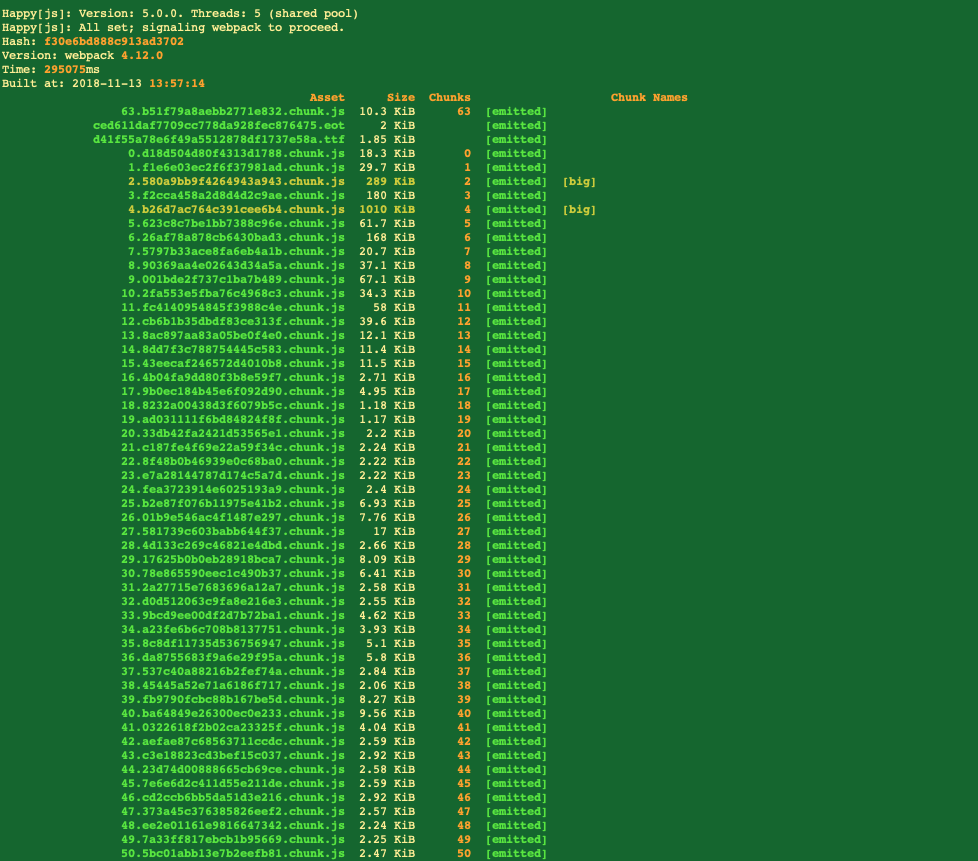 Happy[js]: Version: 5.0.0. Threads: 5 (shared pool)
Happy[js]: All set; signaling webpack to proceed.
Hash: f30e6bd888c913ad3702
Version: webpack 4.12.0
Time: 295075ms
Built at: 2018-11-13 13:57:14
Asset Size Chunks Chunk Names
63.b51f79a8aebb2771e832.chunk.js 10.3 KiB 63 [emitted]
ced611daf7709cc778da928fec876475.eot 2 KiB [emitted]
d41f55a78e6f49a5512878df1737e58a.ttf 1.85 KiB [emitted]
0.d18d504d80f4313d1788.chunk.js 18.3 KiB 0 [emitted]
1.f1e6e03ec2f6f37981ad.chunk.js 29.7 KiB 1 [emitted]
2.580a9bb9f4264943a943.chunk.js 289 KiB 2 [emitted] [big]
3.f2cca458a2d8d4d2c9ae.chunk.js 180 KiB 3 [emitted]
4.b26d7ac764c391cee6b4.chunk.js 1010 KiB 4 [emitted] [big]
5.623c8c7be1bb7388c96e.chunk.js 61.7 KiB 5 [emitted]
6.26af78a878cb6430bad3.chunk.js 168 KiB 6 [emitted]
7.5797b33ace8fa6eb4a1b.chunk.js 20.7 KiB 7 [emitted]
8.90369aa4e02643d34a5a.chunk.js 37.1 KiB 8 [emitted]
9.001bde2f737c1ba7b489.chunk.js 67.1 KiB 9 [emitted]
10.2fa553e5fba76c4968c3.chunk.js 34.3 KiB 10 [emitted]
11.fc4140954845f3988c4e.chunk.js 58 KiB 11 [emitted]
12.cb6b1b35dbdf83ce313f.chunk.js 39.6 KiB 12 [emitted]
13.8ac897aa83a05be0f4e0.chunk.js 12.1 KiB 13 [emitted]
14.8dd7f3c788754445c583.chunk.js 11.4 KiB 14 [emitted]
15.43eecaf246572d4010b8.chunk.js 11.5 KiB 15 [emitted]
16.4b04fa9dd80f3b8e59f7.chunk.js 2.71 KiB 16 [emitted]
17.9b0ec184b45e6f092d90.chunk.js 4.95 KiB 17 [emitted]
18.8232a00438d3f6079b5c.chunk.js 1.18 KiB 18 [emitted]
19.ad031111f6bd84824f8f.chunk.js 1.17 KiB 19 [emitted]
20.33db42fa2421d53565e1.chunk.js 2.2 KiB 20 [emitted]
21.c187fe4f69e22a59f34c.chunk.js 2.24 KiB 21 [emitted]
22.8f48b0b46939e0c68ba0.chunk.js 2.22 KiB 22 [emitted]
23.e7a28144787d174c5a7d.chunk.js 2.22 KiB 23 [emitted]
24.fea3723914e6025193a9.chunk.js 2.4 KiB 24 [emitted]
25.b2e87f076b11975e41b2.chunk.js 6.93 KiB 25 [emitted]
26.01b9e546ac4f1487e297.chunk.js 7.76 KiB 26 [emitted]
27.581739c603babb644f37.chunk.js 17 KiB 27 [emitted]
28.4d133c269c46821e4dbd.chunk.js 2.66 KiB 28 [emitted]
29.17625b0b0eb28918bca7.chunk.js 8.09 KiB 29 [emitted]
30.78e865590eec1c490b37.chunk.js 6.41 KiB 30 [emitted]
31.2a27715e7683696a12a7.chunk.js 2.58 KiB 31 [emitted]
32.d0d512063c9fa8e216e3.chunk.js 2.55 KiB 32 [emitted]
33.9bcd9ee00df2d7b72ba1.chunk.js 4.62 KiB 33 [emitted]
34.a23fe6b6c708b8137751.chunk.js 3.93 KiB 34 [emitted]
35.8c8df11735d536756947.chunk.js 5.1 KiB 35 [emitted]
36.da8755683f9a6e29f95a.chunk.js 5.8 KiB 36 [emitted]
37.537c40a88216b2fef74a.chunk.js 2.84 KiB 37 [emitted]
38.45445a52e71a6186f717.chunk.js 2.06 KiB 38 [emitted]
39.fb9790fcbc88b167be5d.chunk.js 8.27 KiB 39 [emitted]
40.ba64849e26300ec0e233.chunk.js 9.56 KiB 40 [emitted]
41.0322618f2b02ca23325f.chunk.js 4.04 KiB 41 [emitted]
42.aefae87c68563711ccdc.chunk.js 2.59 KiB 42 [emitted]
43.c3e18823cd3bef15c037.chunk.js 2.92 KiB 43 [emitted]
44.23d74d00888665cb69ce.chunk.js 2.58 KiB 44 [emitted]
45.7e6e6d2c411d55e211de.chunk.js 2.59 KiB 45 [emitted]
46.cd2ccb6bb5da51d3e216.chunk.js 2.92 KiB 46 [emitted]
47.373a45c376385826eef2.chunk.js 2.57 KiB 47 [emitted]
48.ee2e01161e9816647342.chunk.js 2.24 KiB 48 [emitted]
49.7a33ff817ebcb1b95669.chunk.js 2.25 KiB 49 [emitted]
50.5bc01abb13e7b2eefb81.chunk.js 2.47 KiB 50 [emitted]